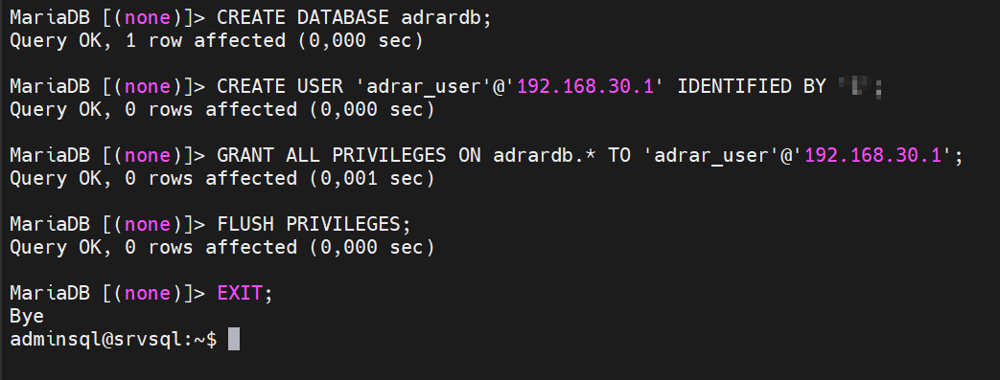 MariaDB [(none)]> CREATE DATABASE adrardb;
Query OK, 1 row affected (0,000 sec)
MariaDB [(none)]> CREATE USER 'adrar_user'@'192.168.30.1' IDENTIFIED BY ;
Query OK, 0 rows affected (0,000 sec)
MariaDB [(none)]> GRANT ALL PRIVILEGES ON adrardb.* TO 'adrar_user'@'192.168.30.1';
Query OK, 0 rows affected (0,001 sec)
MariaDB [(none)]> FLUSH PRIVILEGES;
Query OK, 0 rows affected (0,000 sec)
MariaDB [(none)]> EXIT;
Bye
adminsql@srvsql:~$